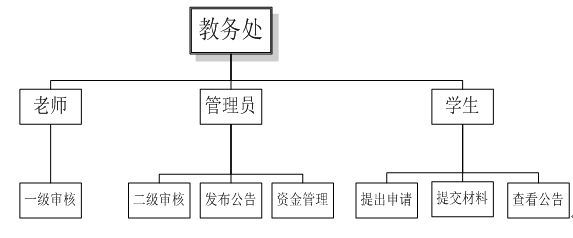 教务处
老师
管理员
学生
一级审核
二级审核
发布公告
资金管理
提出申请
提交材料
查看公告